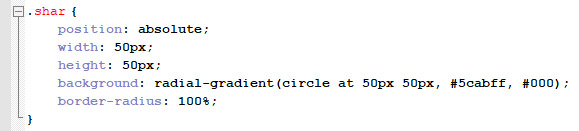 .shar {
position: absolute;
width: 50px;
height: 50px;
background: radial-gradient(circle at 50px 50px, #5cabff, #000);
border-radius: 100%;
}